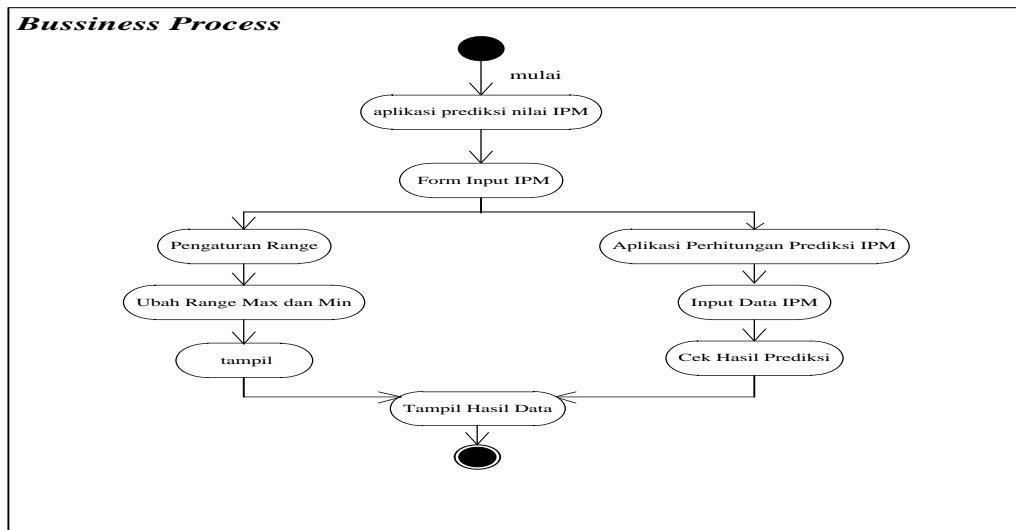 Bussiness Process
mulai
aplikasi prediksi nilai IPM
Form Input IPM
Pengaturan Range
Aplikasi Perhitungan Prediksi IPM
Ubah Range Max dan Min
Input Data IPM
tampil
Cek Hasil Prediksi
Tampil Hasil Data